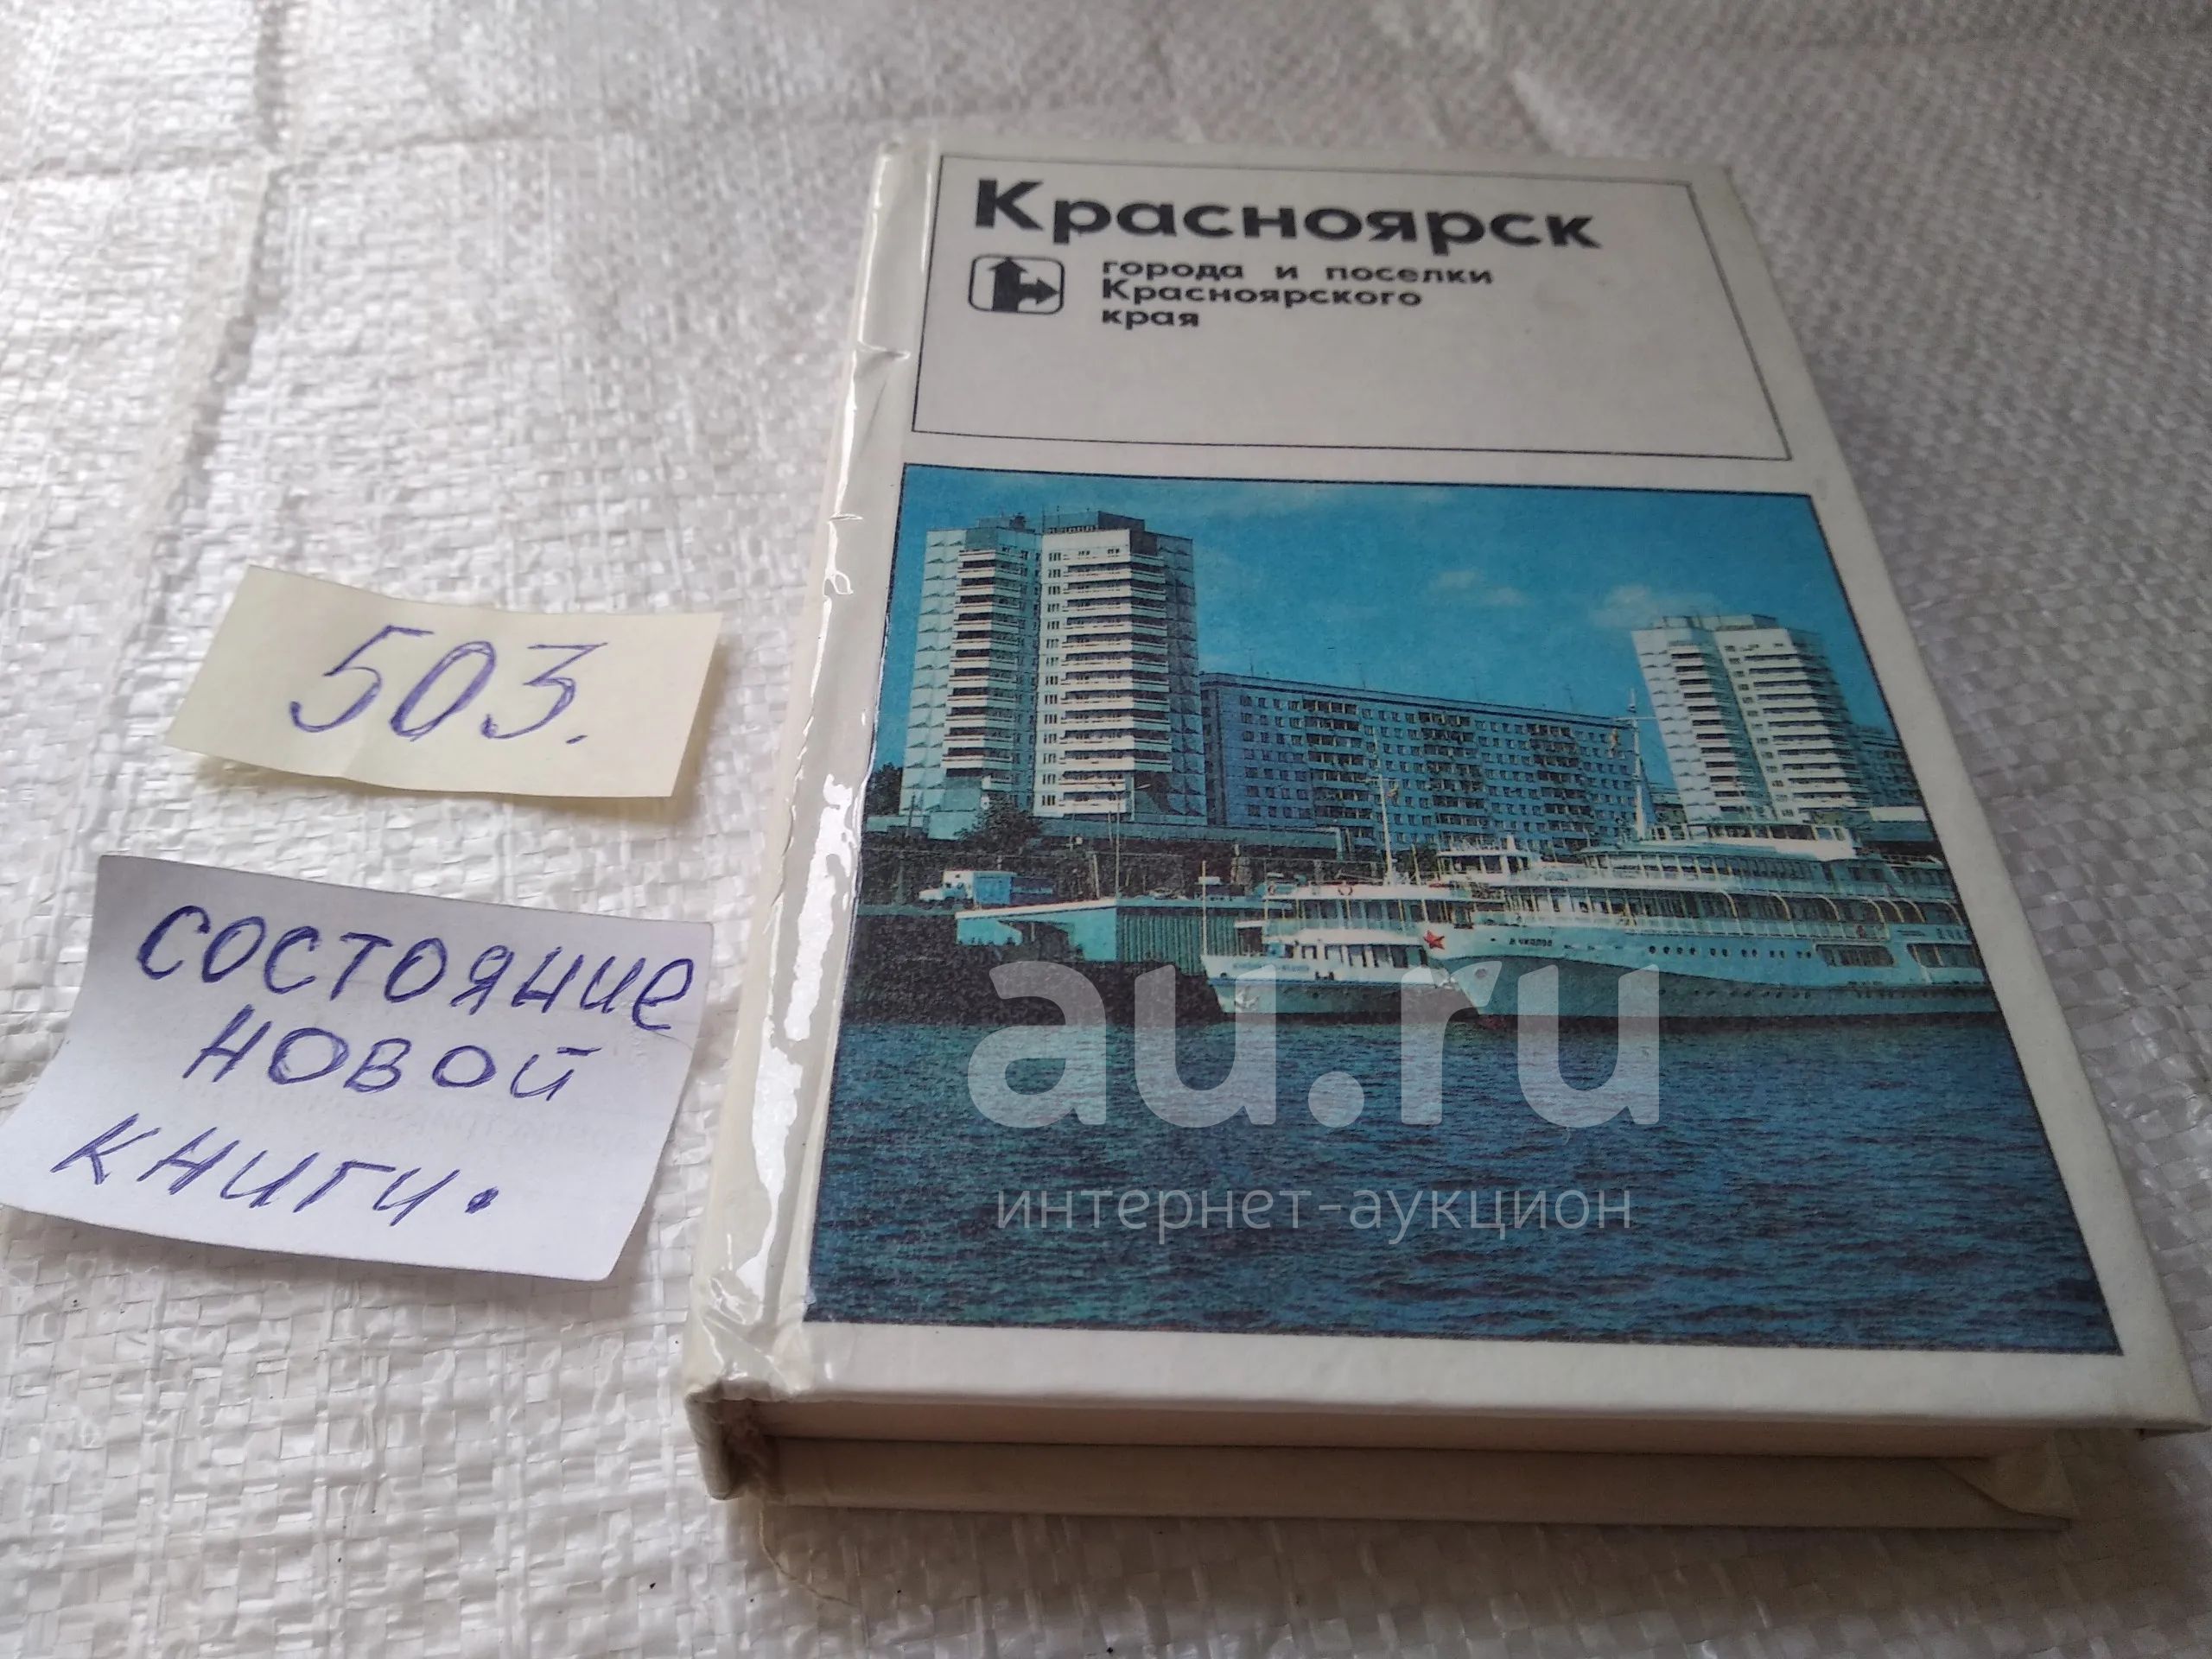 Красноярск
города и поселки
Красноярского
края
503.
состояние
новой
книги.
au.ru
интернет-аукцион